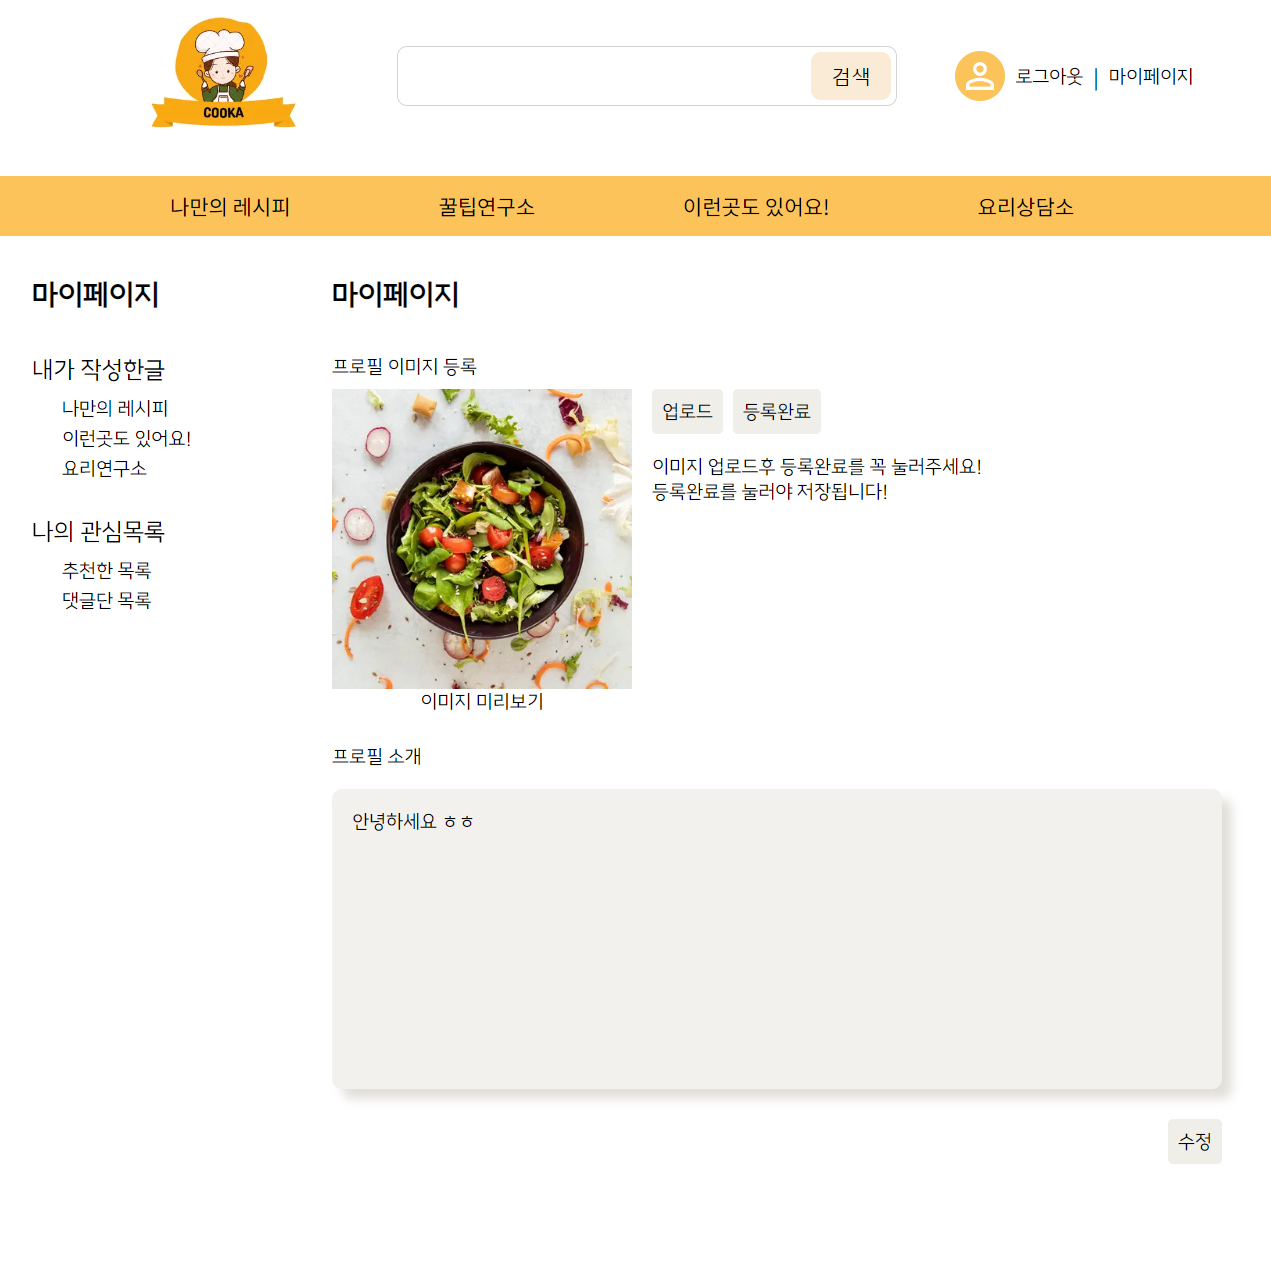 COOKA
검색
로그아웃 | 마이페이지
나만의 레시피 꿀팁연구소 이런곳도 있어요! 요리상담소
마이페이지
내가 작성한글
나만의 레시피
이런곳도 있어요!
요리연구소
나의 관심목록
추천한 목록
댓글단 목록
마이페이지
프로필 이미지 등록
업로드 등록완료
이미지 업로드후 등록완료를 꼭 눌러주세요!
등록완료를 눌러야 저장됩니다!
이미지 미리보기
프로필 소개
안녕하세요 ㅎㅎ
수정